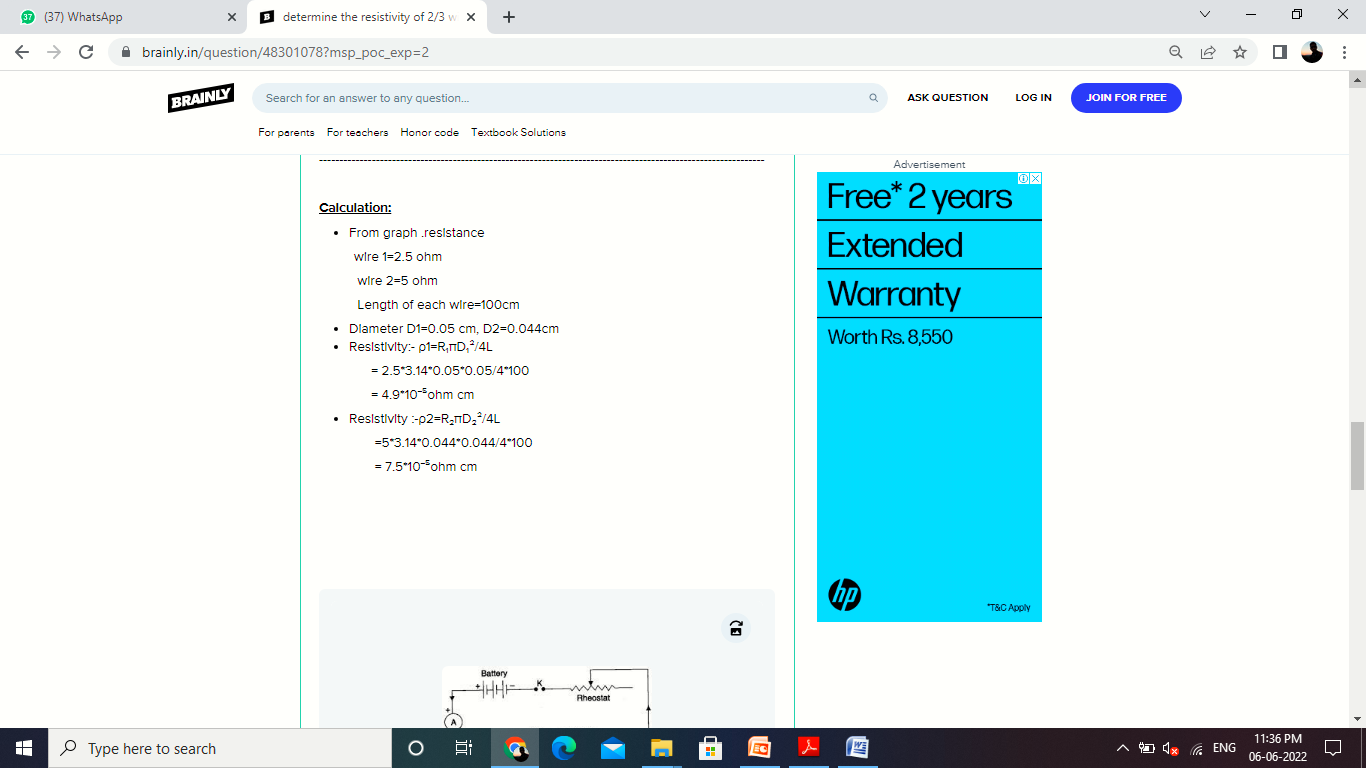 37 (37) WhatsApp
B determine the resistivity of 2/3 w
brainly.in/question/48301078?msp_poc_exp=2
BRAINLY
Search for an answer to any question...
ASK QUESTION
LOG IN
JOIN FOR FREE
For parents For teachers Honor code Textbook Solutions
Calculation:
• From graph .resistance
wire 1=2.5 ohm
wire 2=5 ohm
Length of each wire=100cm
• Diameter D1=0.05 cm, D2=0.044cm
• Resistivity:- ρ1=R₁πD₁²/4L
= 2.5*3.14*0.05*0.05/4*100
= 4.9*10⁻⁵ohm cm
• Resistivity :-ρ2=R₂πD₂²/4L
=5*3.14*0.044*0.044/4*100
= 7.5*10⁻⁵ohm cm
Battery
+ −
K
Rheostat
+
A
Advertisement
Free* 2 years
Extended
Warranty
Worth Rs. 8,550
hp
*T&C Apply
Type here to search
ENG
11:36 PM
06-06-2022